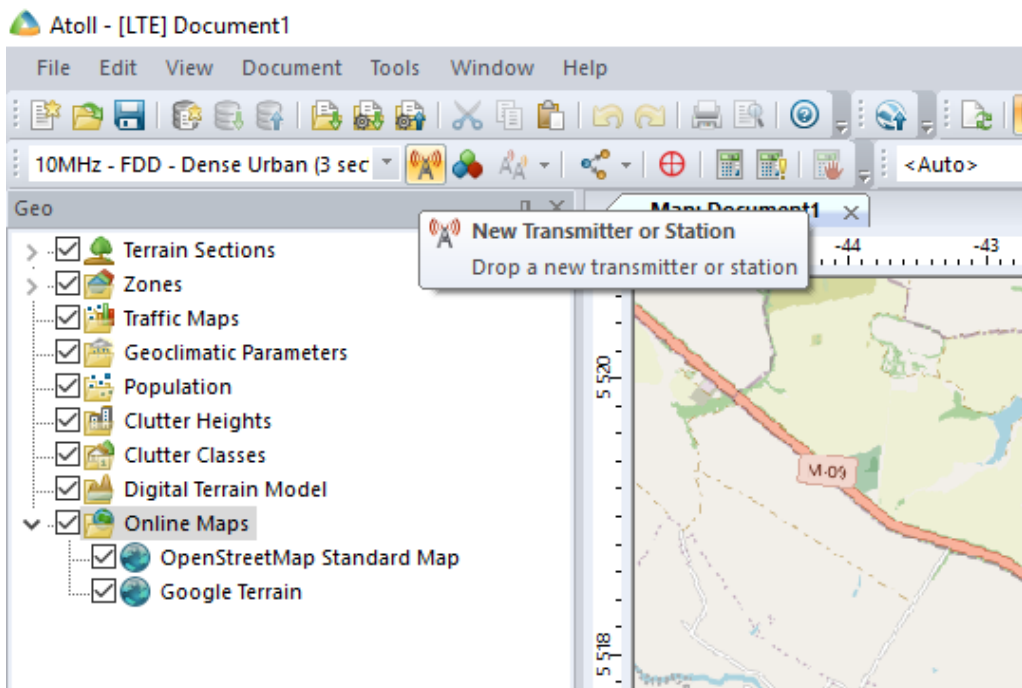 Atoll - [LTE] Document1
File Edit View Document Tools Window Help
10MHz - FDD - Dense Urban (3 sec
<Auto>
Geo
Map: Document1
New Transmitter or Station
Drop a new transmitter or station
-44 -43
Terrain Sections
Zones
Traffic Maps
Geoclimatic Parameters
Population
Clutter Heights
Clutter Classes
Digital Terrain Model
Online Maps
OpenStreetMap Standard Map
Google Terrain
5 520
M-09
5 518